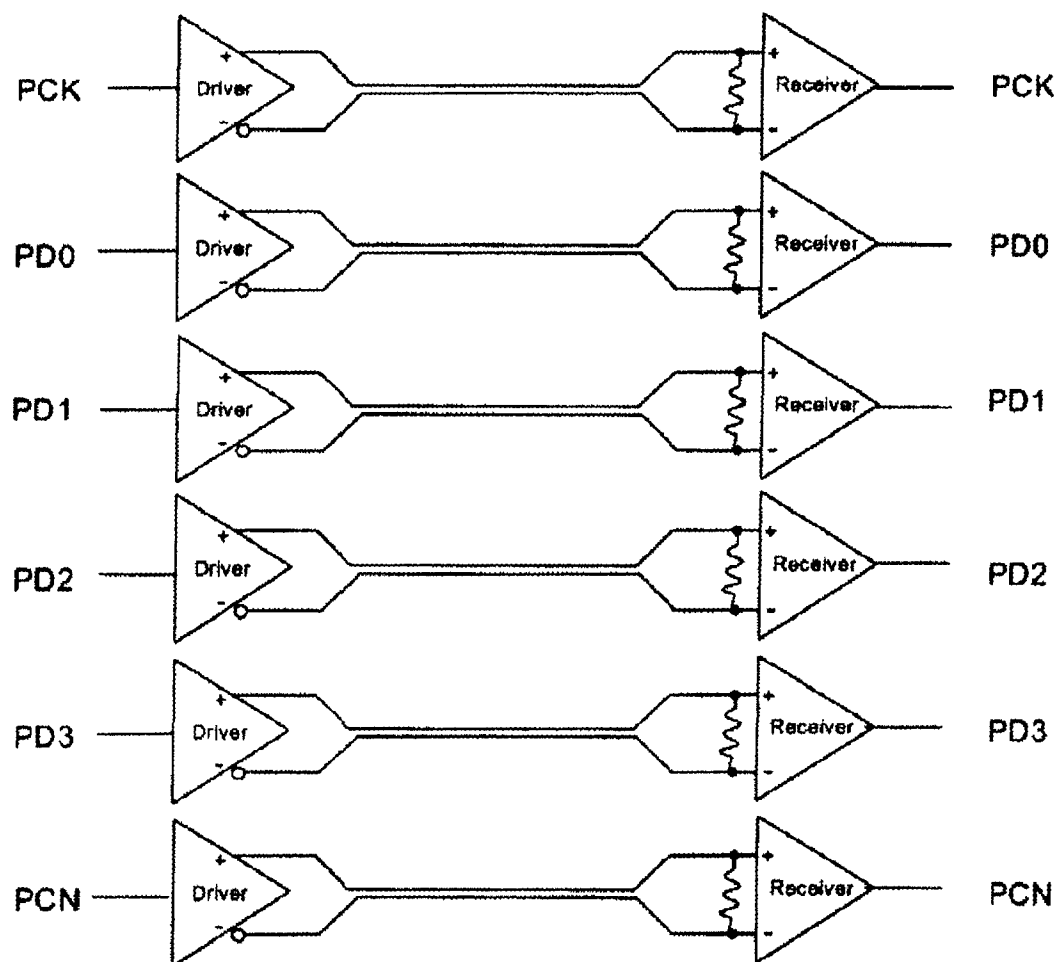 PCK + Driver - + Receiver - PCK
PD0 + Driver - + Receiver - PD0
PD1 + Driver - + Receiver - PD1
PD2 + Driver - + Receiver - PD2
PD3 + Driver - + Receiver - PD3
PCN + Driver - + Receiver - PCN